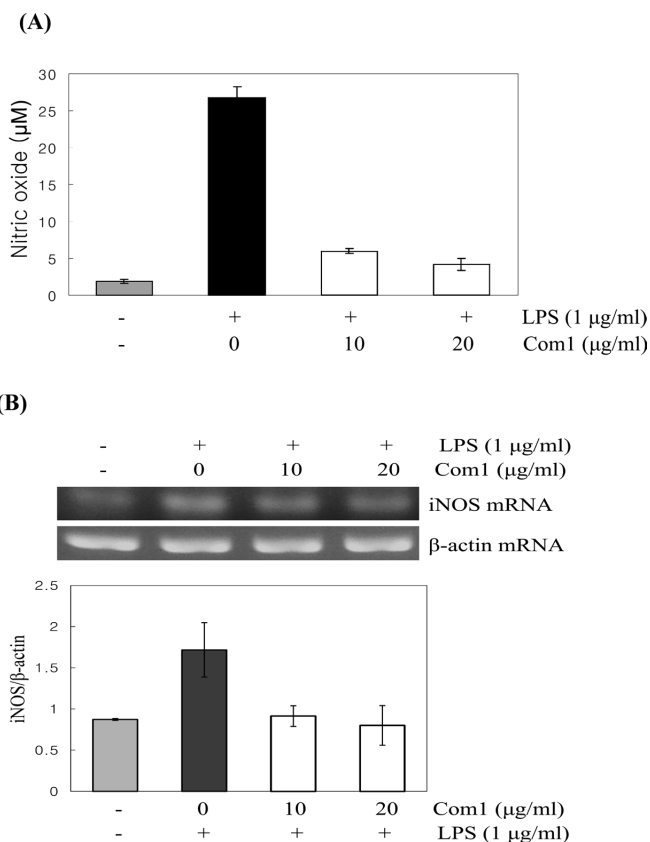 (A)
30
25
20
15
10
5
0
Nitric oxide (μM)
- + + + LPS (1 μg/ml)
- 0 10 20 Com1 (μg/ml)
(B)
- + + + LPS (1 μg/ml)
- 0 10 20 Com1 (μg/ml)
iNOS mRNA
β-actin mRNA
2.5
2
1.5
1
0.5
0
iNOS/β-actin
- 0 10 20 Com1 (μg/ml)
- + + + LPS (1 μg/ml)